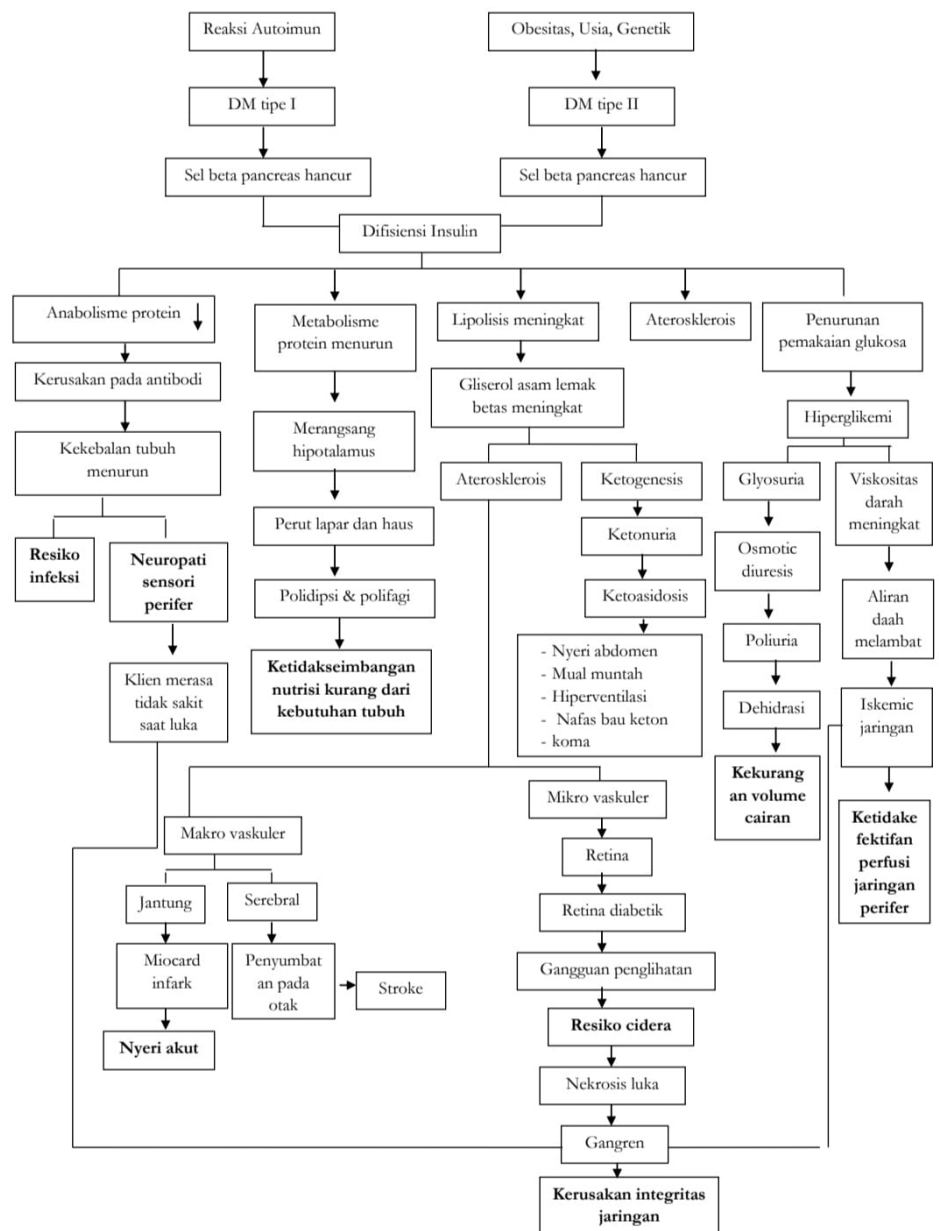 Reaksi Autoimun
Obesitas, Usia, Genetik
DM tipe I
DM tipe II
Sel beta pancreas hancur
Sel beta pancreas hancur
Difisiensi Insulin
Anabolisme protein
Metabolisme
protein menurun
Lipolisis meningkat
Aterosklerois
Penurunan
pemakaian glukosa
Kerusakan pada antibodi
Gliserol asam lemak
betas meningkat
Hiperglikemi
Kekebalan tubuh
menurun
Merangsang
hipotalamus
Aterosklerois
Ketogenesis
Glyosuria
Viskositas
darah
meningkat
Resiko
infeksi
Neuropati
sensori
perifer
Perut lapar dan haus
Ketonuria
Osmotic
diuresis
Polidipsi & polifagi
Ketoasidosis
Aliran
daah
melambat
Poliuria
Klien merasa
tidak sakit
saat luka
Ketidakseimbangan
nutrisi kurang dari
kebutuhan tubuh
- Nyeri abdomen
- Mual muntah
- Hiperventilasi
- Nafas bau keton
- koma
Dehidrasi
Iskemic
jaringan
Kekurang
an volume
cairan
Ketidake
fektifan
perfusi
jaringan
perifer
Makro vaskuler
Mikro vaskuler
Retina
Jantung
Serebral
Retina diabetik
Miocard
infark
Penyumbat
an pada
otak
Stroke
Gangguan penglihatan
Nyeri akut
Resiko cidera
Nekrosis luka
Gangren
Kerusakan integritas
jaringan